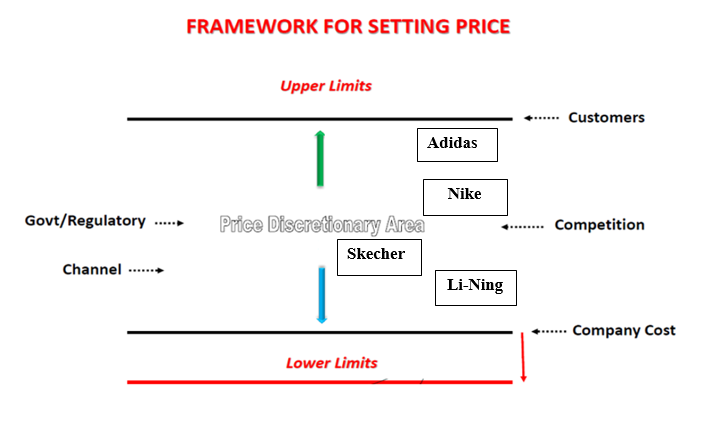 FRAMEWORK FOR SETTING PRICE
Upper Limits
Customers
Adidas
Nike
Govt/Regulatory
Price Discretionary Area
Competition
Skecher
Channel
Li-Ning
Company Cost
Lower Limits